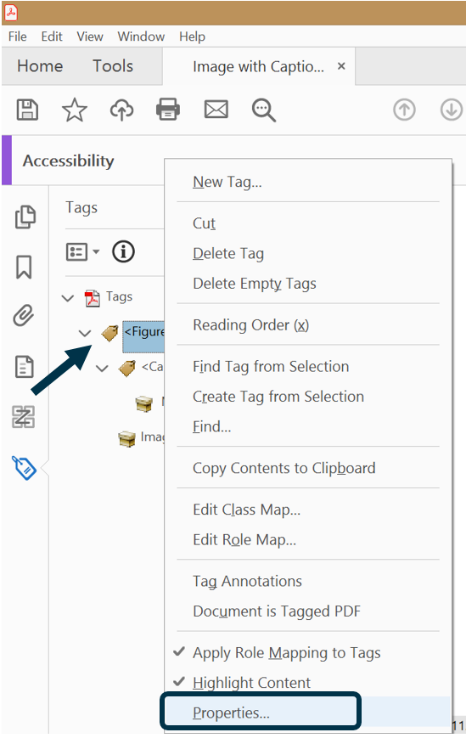 File Edit View Window Help
Home Tools Image with Captio... ×
Accessibility
Tags
Tags
<Figure
<Ca
Imag
New Tag...
Cut
Delete Tag
Delete Empty Tags
Reading Order (x)
Find Tag from Selection
Create Tag from Selection
Find...
Copy Contents to Clipboard
Edit Class Map...
Edit Role Map...
Tag Annotations
Document is Tagged PDF
Apply Role Mapping to Tags
Highlight Content
Properties...
11